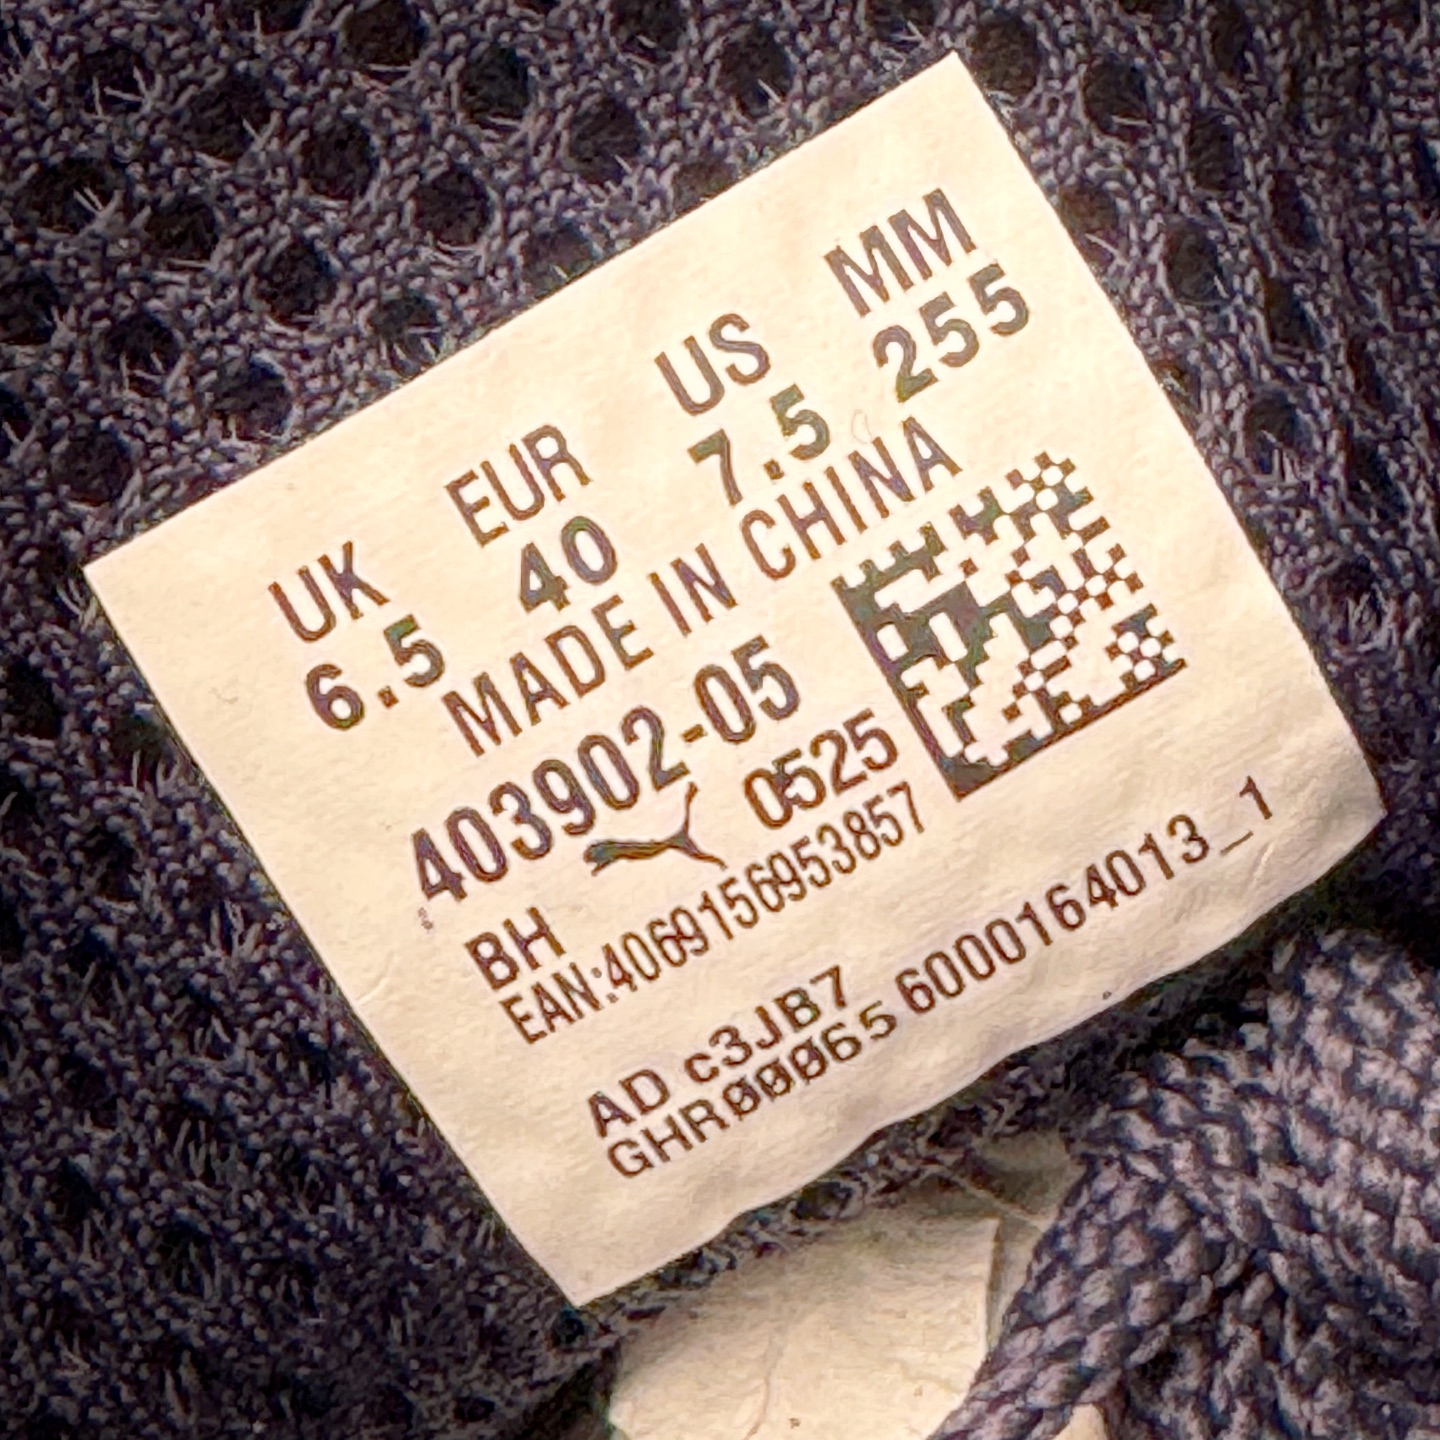 UK EUR US MM
6.5 40 7.5 255
MADE IN CHINA
403902-05
0525
BH
EAN:4069156953857
AD c3JB7
GHR00065 6000164013_1